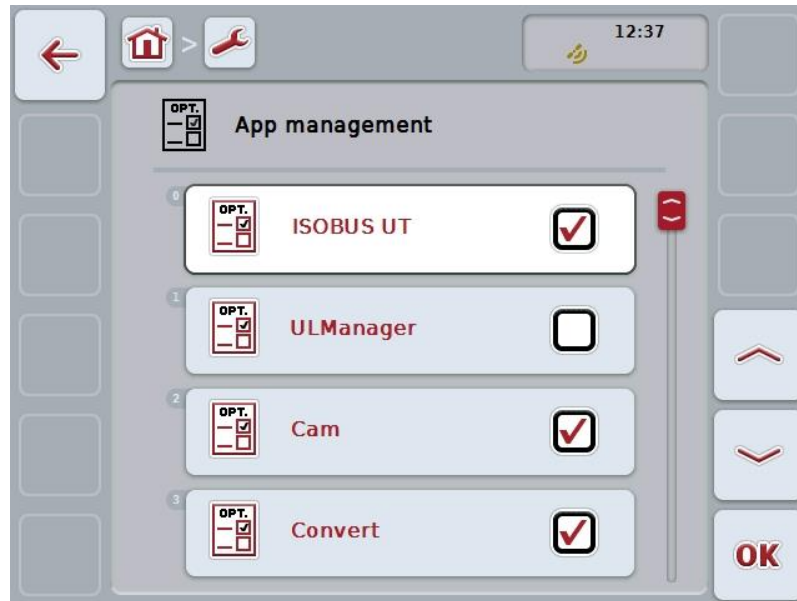 12:37
OPT.
App management
0
OPT.
ISOBUS UT
1
OPT.
ULManager
2
OPT.
Cam
3
OPT.
Convert
OK